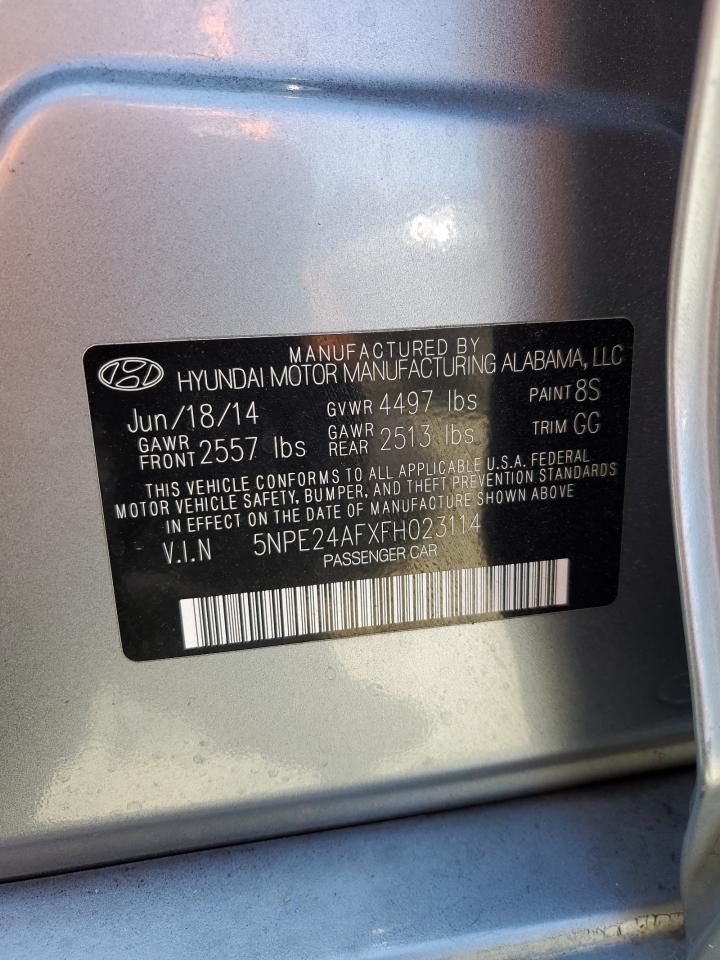 MANUFACTURED BY
HYUNDAI MOTOR MANUFACTURING ALABAMA, LLC
Jun/18/14 GVWR 4497 lbs PAINT 8S
GAWR FRONT 2557 lbs GAWR REAR 2513 lbs TRIM GG
THIS VEHICLE CONFORMS TO ALL APPLICABLE U.S.A. FEDERAL
MOTOR VEHICLE SAFETY, BUMPER, AND THEFT PREVENTION STANDARDS
IN EFFECT ON THE DATE OF MANUFACTURE SHOWN ABOVE
V.I.N 5NPE24AFXFH023114
PASSENGER CAR